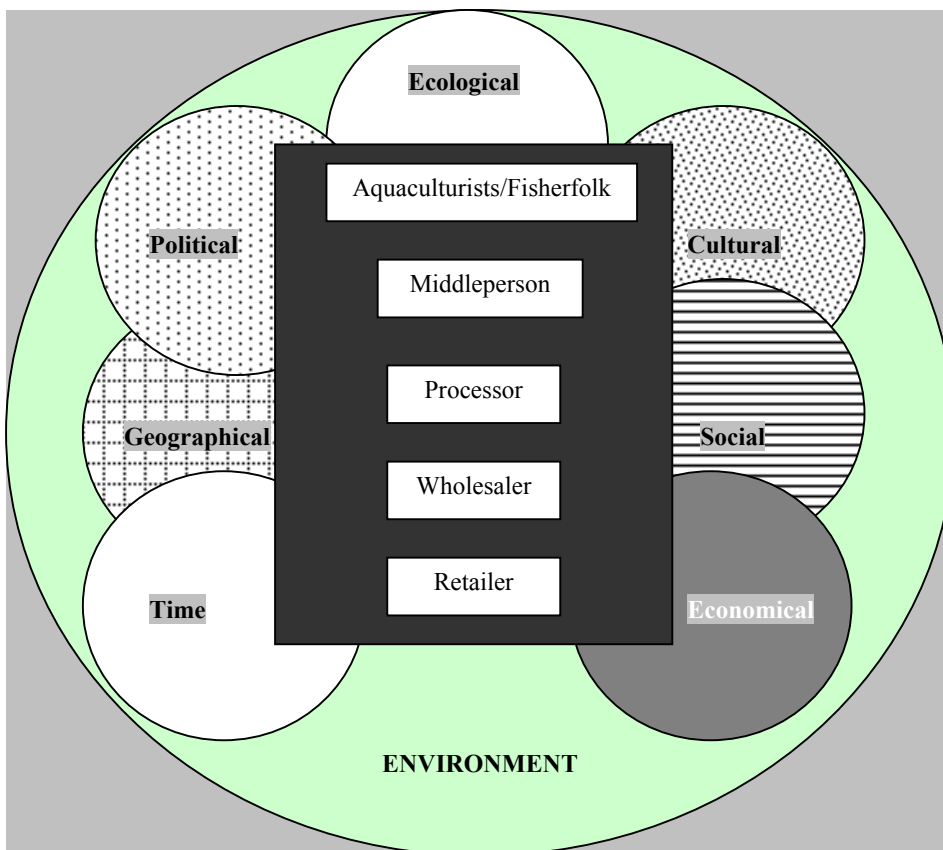 Ecological
Aquaculturists/Fisherfolk
Political
Cultural
Middleperson
Processor
Geographical
Social
Wholesaler
Retailer
Time
Economical
ENVIRONMENT